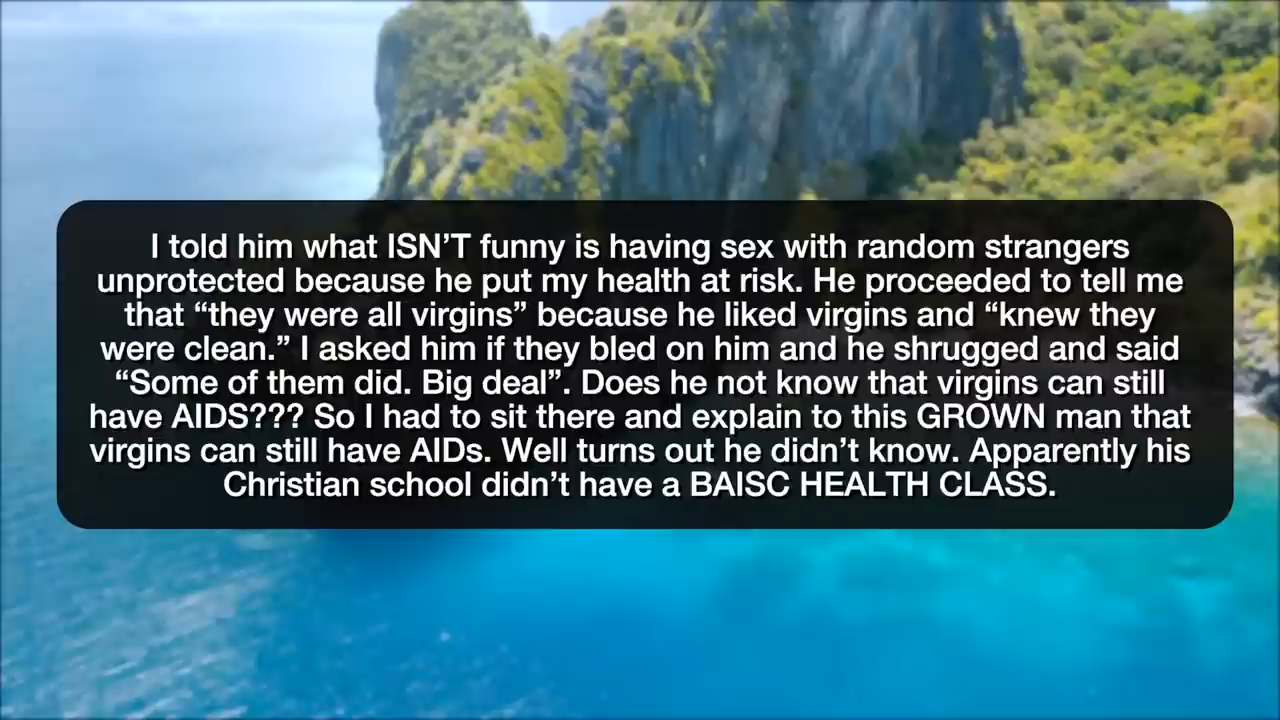 I told him what ISN’T funny is having sex with random strangers
unprotected because he put my health at risk. He proceeded to tell me
that “they were all virgins” because he liked virgins and “knew they
were clean.” I asked him if they bled on him and he shrugged and said
“Some of them did. Big deal”. Does he not know that virgins can still
have AIDS??? So I had to sit there and explain to this GROWN man that
virgins can still have AIDs. Well turns out he didn’t know. Apparently his
Christian school didn’t have a BAISC HEALTH CLASS.